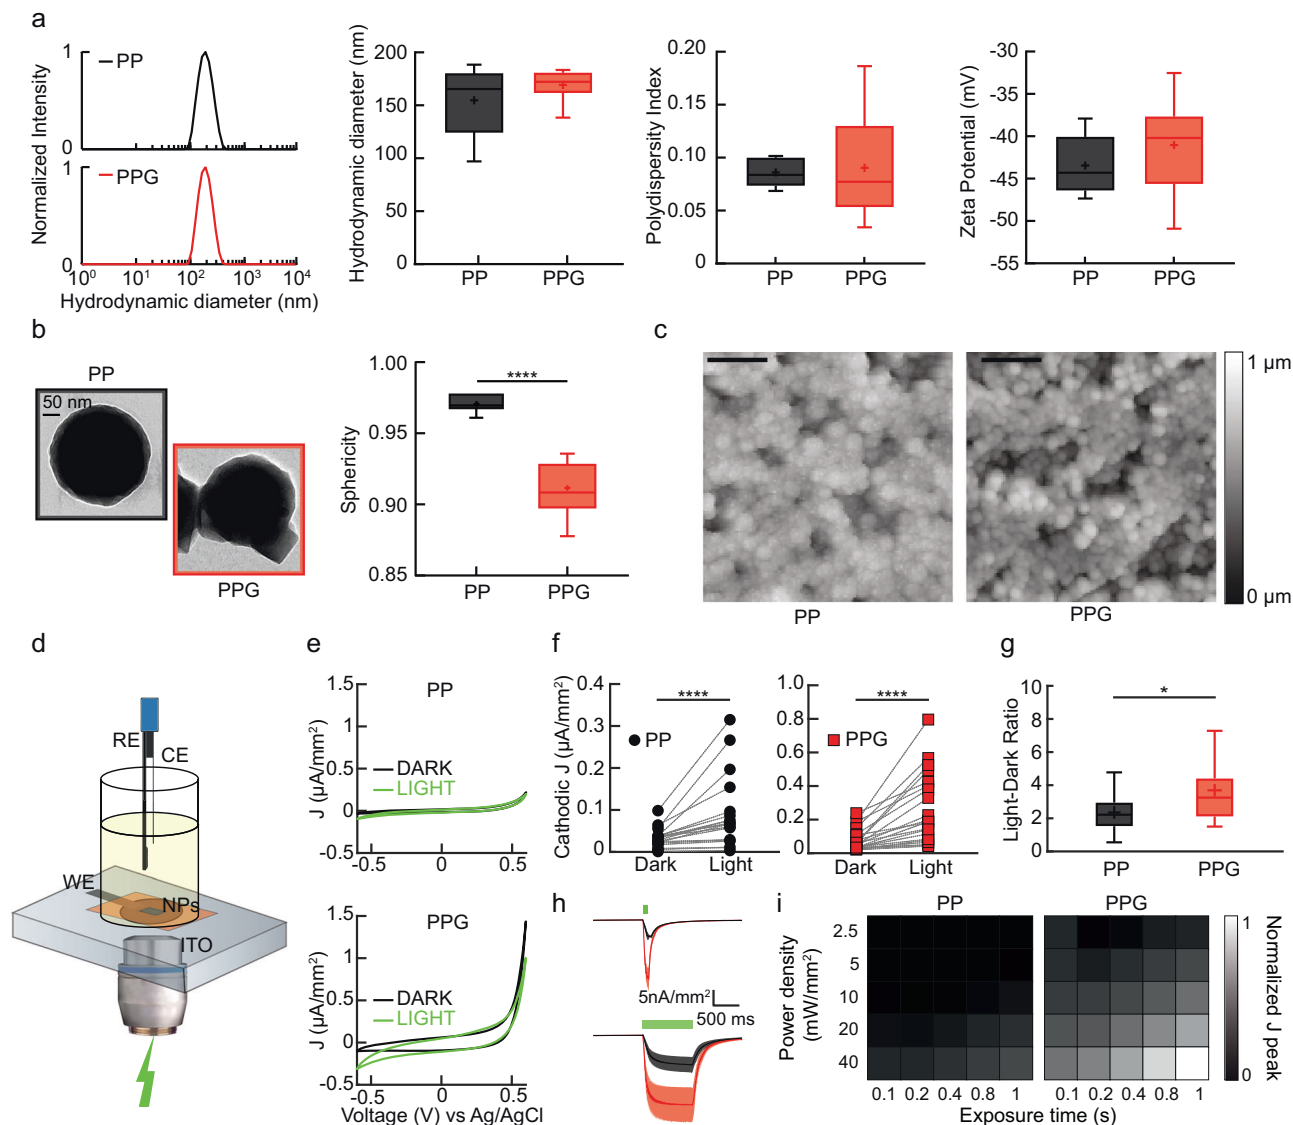 a
1
PP
0
1
PPG
0
10⁰ 10¹ 10² 10³ 10⁴
Normalized Intensity
Hydrodynamic diameter (nm)
Hydrodynamic diameter (nm)
200
150
100
50
0
PP PPG
Polydispersity Index
0.20
0.15
0.10
0.05
0
PP PPG
Zeta Potential (mV)
-30
-35
-40
-45
-50
-55
PP PPG
b
PP
50 nm
PPG
Sphericity
1.00
0.95
0.90
0.85
****
PP PPG
c
PP
PPG
1 µm
0 µm
d
RE
CE
WE
NPs
ITO
e
J (µA/mm²)
1.5
1.0
0.5
0
-0.5
PP
DARK
LIGHT
-0.5 0 0.5
J (µA/mm²)
1.5
1.0
0.5
0
-0.5
PPG
DARK
LIGHT
-0.5 0 0.5
Voltage (V) vs Ag/AgCl
f
Cathodic J (µA/mm²)
0.4
0.3
0.2
0.1
0
****
PP
Dark Light
1.0
0.8
0.6
0.4
0.2
0
****
PPG
Dark Light
g
Light-Dark Ratio
10
8
6
4
2
0
*
PP PPG
h
5nA/mm²
500 ms
i
PP PPG
Power density
(mW/mm²)
2.5
5
10
20
40
0.1 0.2 0.4 0.8 1
0.1 0.2 0.4 0.8 1
Exposure time (s)
1
0
Normalized J peak